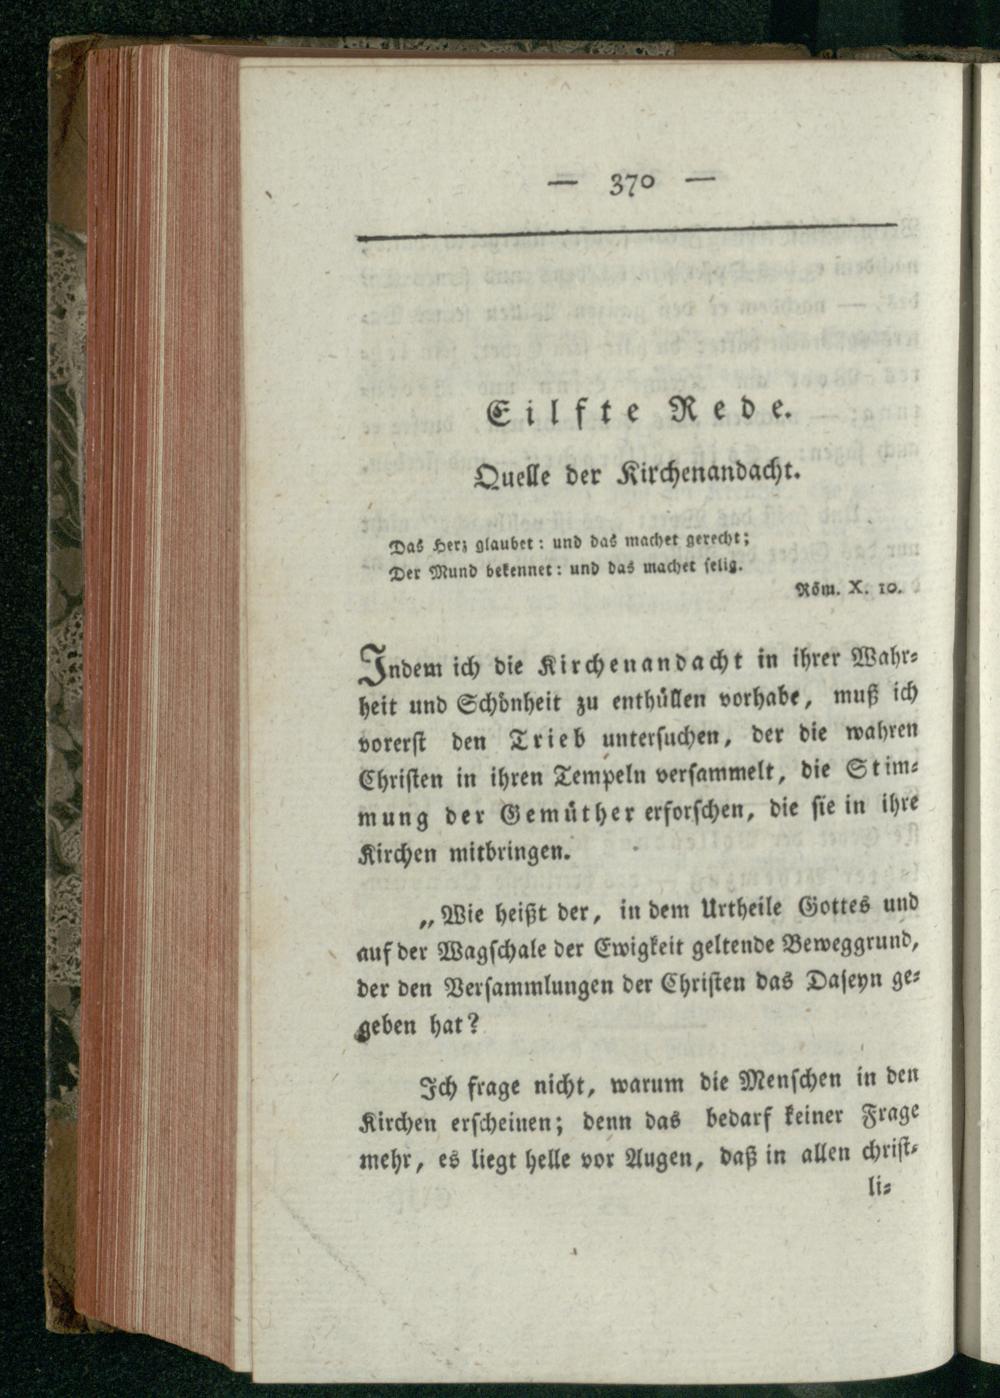 — 370 —
Eilfte Rede.
Quelle der Kirchenandacht.
Das Herz glaubet: und das machet gerecht;
Der Mund bekennet: und das machet selig.
Röm. X. 10.
Indem ich die Kirchenandacht in ihrer Wahr⸗
heit und Schönheit zu enthüllen vorhabe, muß ich
vorerst den Trieb untersuchen, der die wahren
Christen in ihren Tempeln versammelt, die Stim⸗
mung der Gemüther erforschen, die sie in ihre
Kirchen mitbringen.
„Wie heißt der, in dem Urtheile Gottes und
auf der Wagschale der Ewigkeit geltende Beweggrund,
der den Versammlungen der Christen das Daseyn ge⸗
geben hat?
Ich frage nicht, warum die Menschen in den
Kirchen erscheinen; denn das bedarf keiner Frage
mehr, es liegt helle vor Augen, daß in allen christ⸗
li⸗